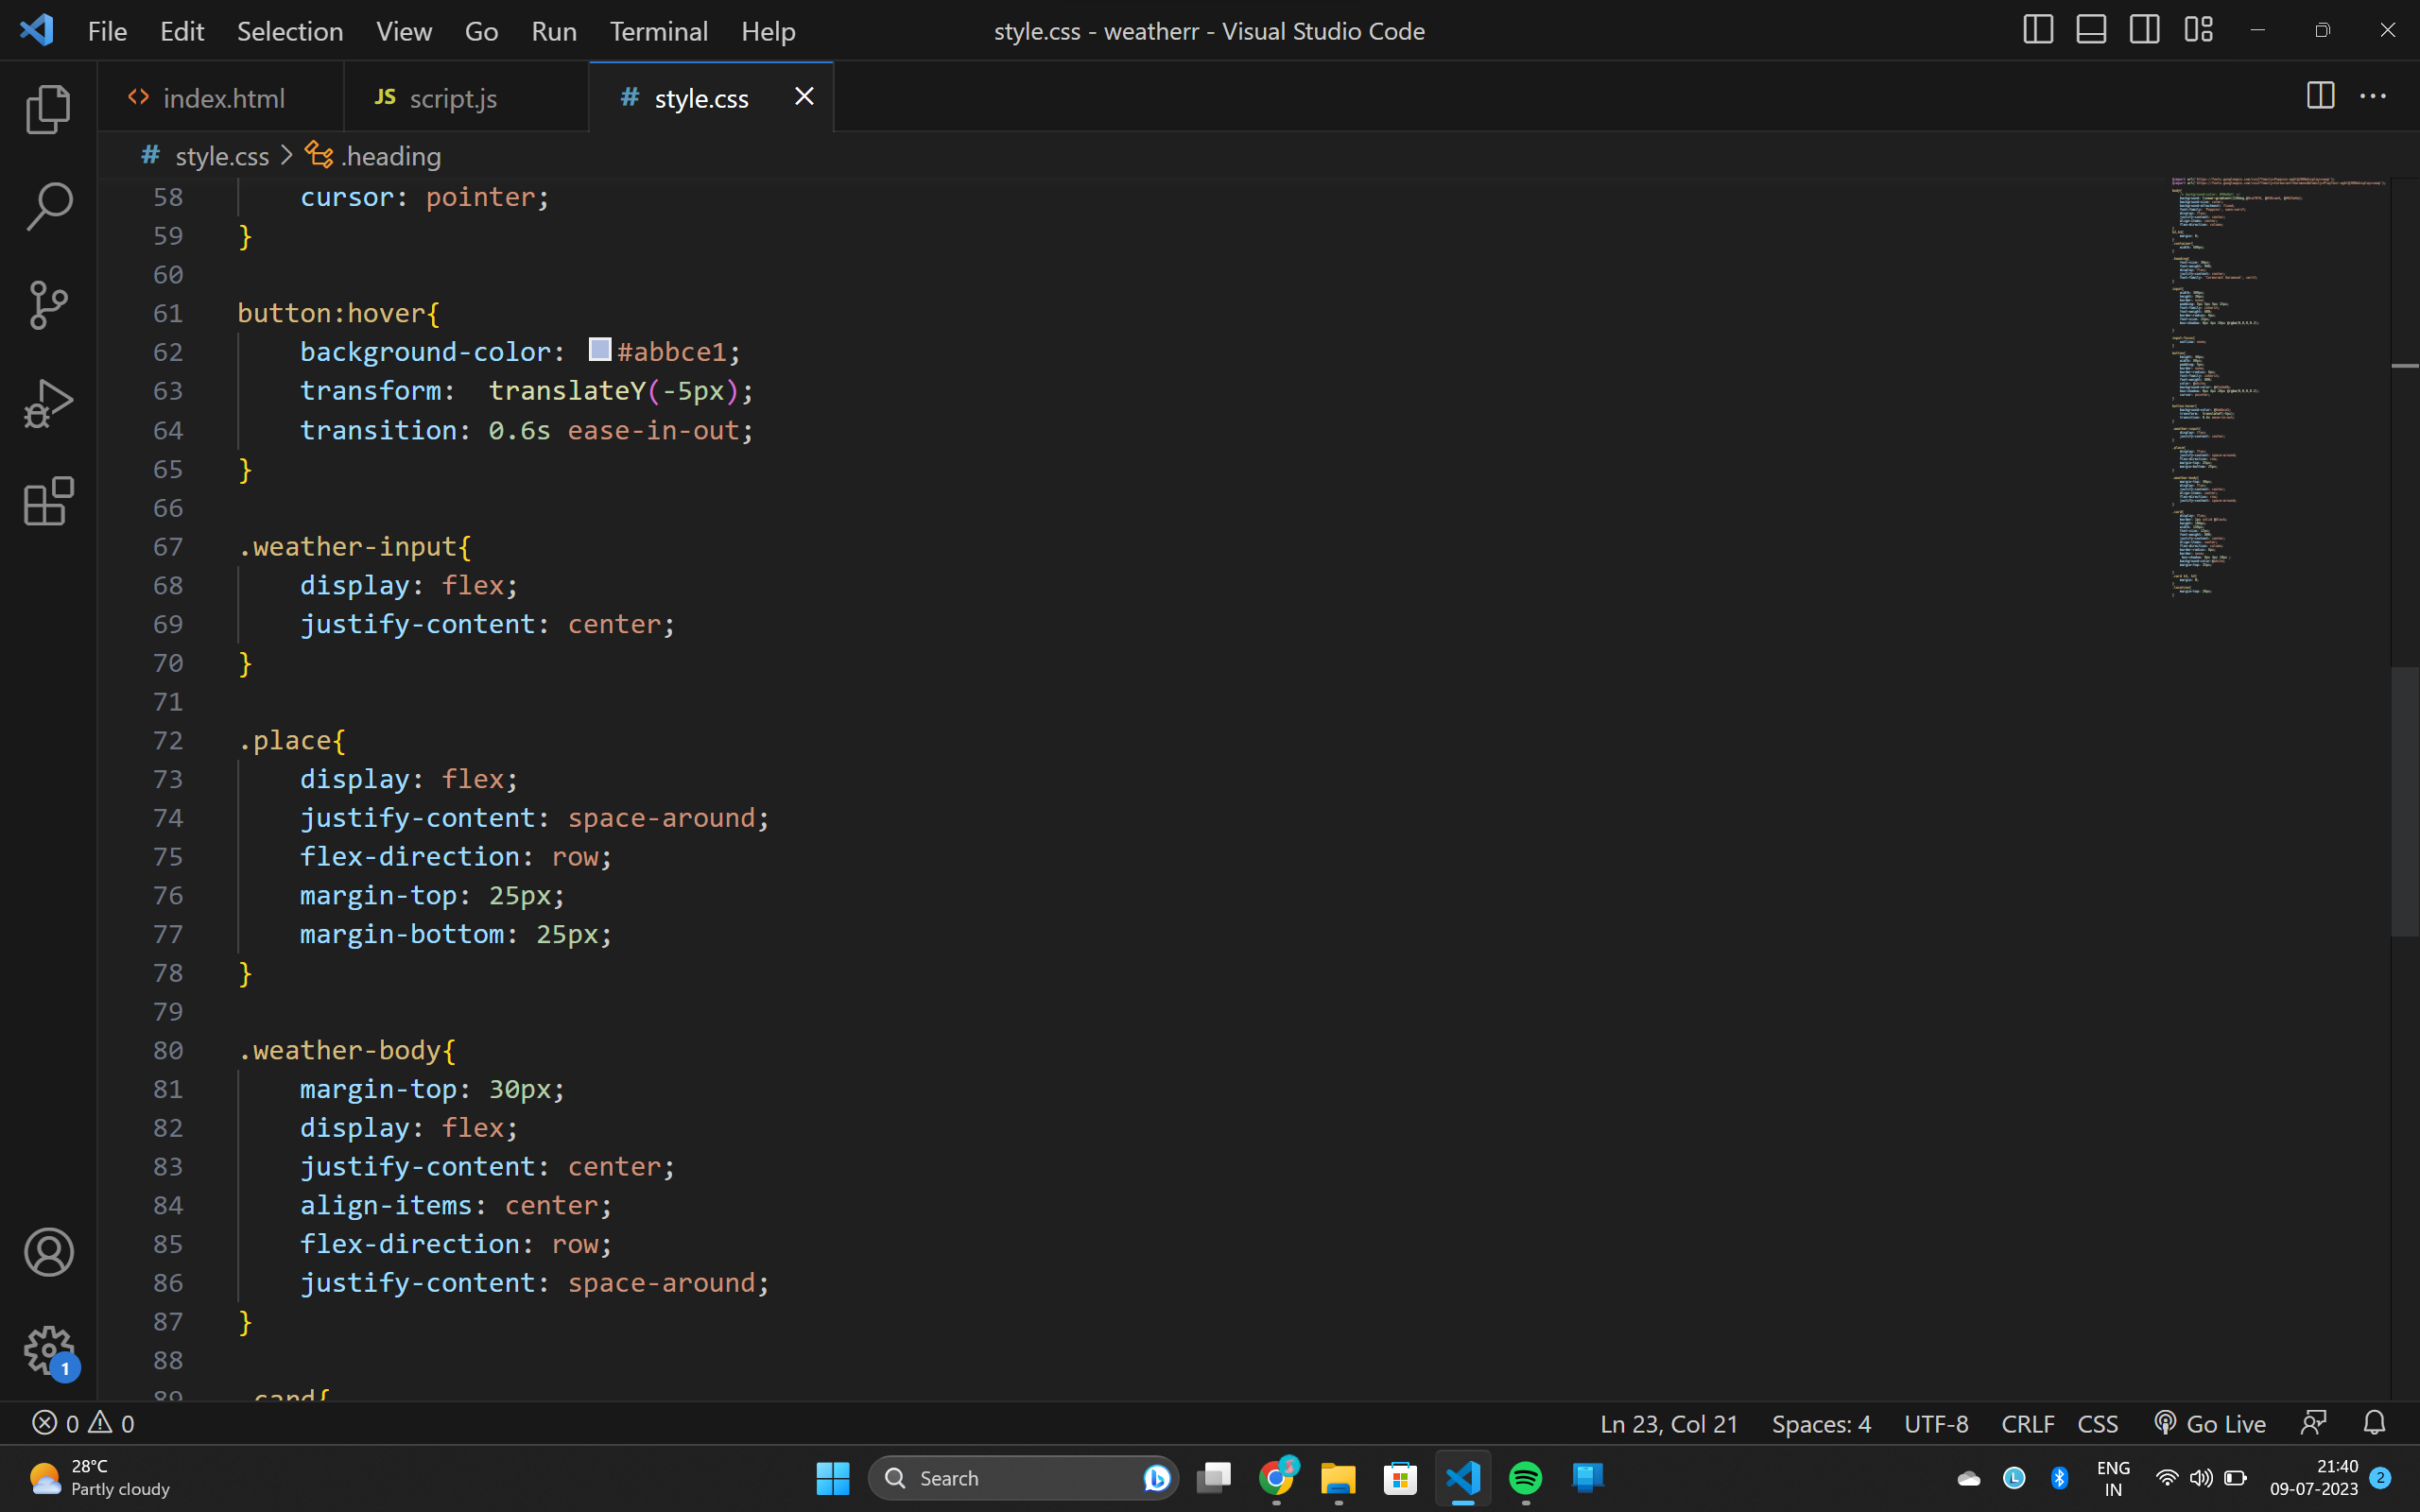 File Edit Selection View Go Run Terminal Help style.css - weatherr - Visual Studio Code
index.html JS script.js # style.css
# style.css > .heading
58 cursor: pointer;
59 }
60
61 button:hover{
62 background-color: #abbce1;
63 transform:  translateY(-5px);
64 transition: 0.6s ease-in-out;
65 }
66
67 .weather-input{
68 display: flex;
69 justify-content: center;
70 }
71
72 .place{
73 display: flex;
74 justify-content: space-around;
75 flex-direction: row;
76 margin-top: 25px;
77 margin-bottom: 25px;
78 }
79
80 .weather-body{
81 margin-top: 30px;
82 display: flex;
83 justify-content: center;
84 align-items: center;
85 flex-direction: row;
86 justify-content: space-around;
87 }
88
89 .card{
1
0 0 Ln 23, Col 21 Spaces: 4 UTF-8 CRLF CSS Go Live
28°C
Partly cloudy
Search
ENG
IN
21:40
09-07-2023
2